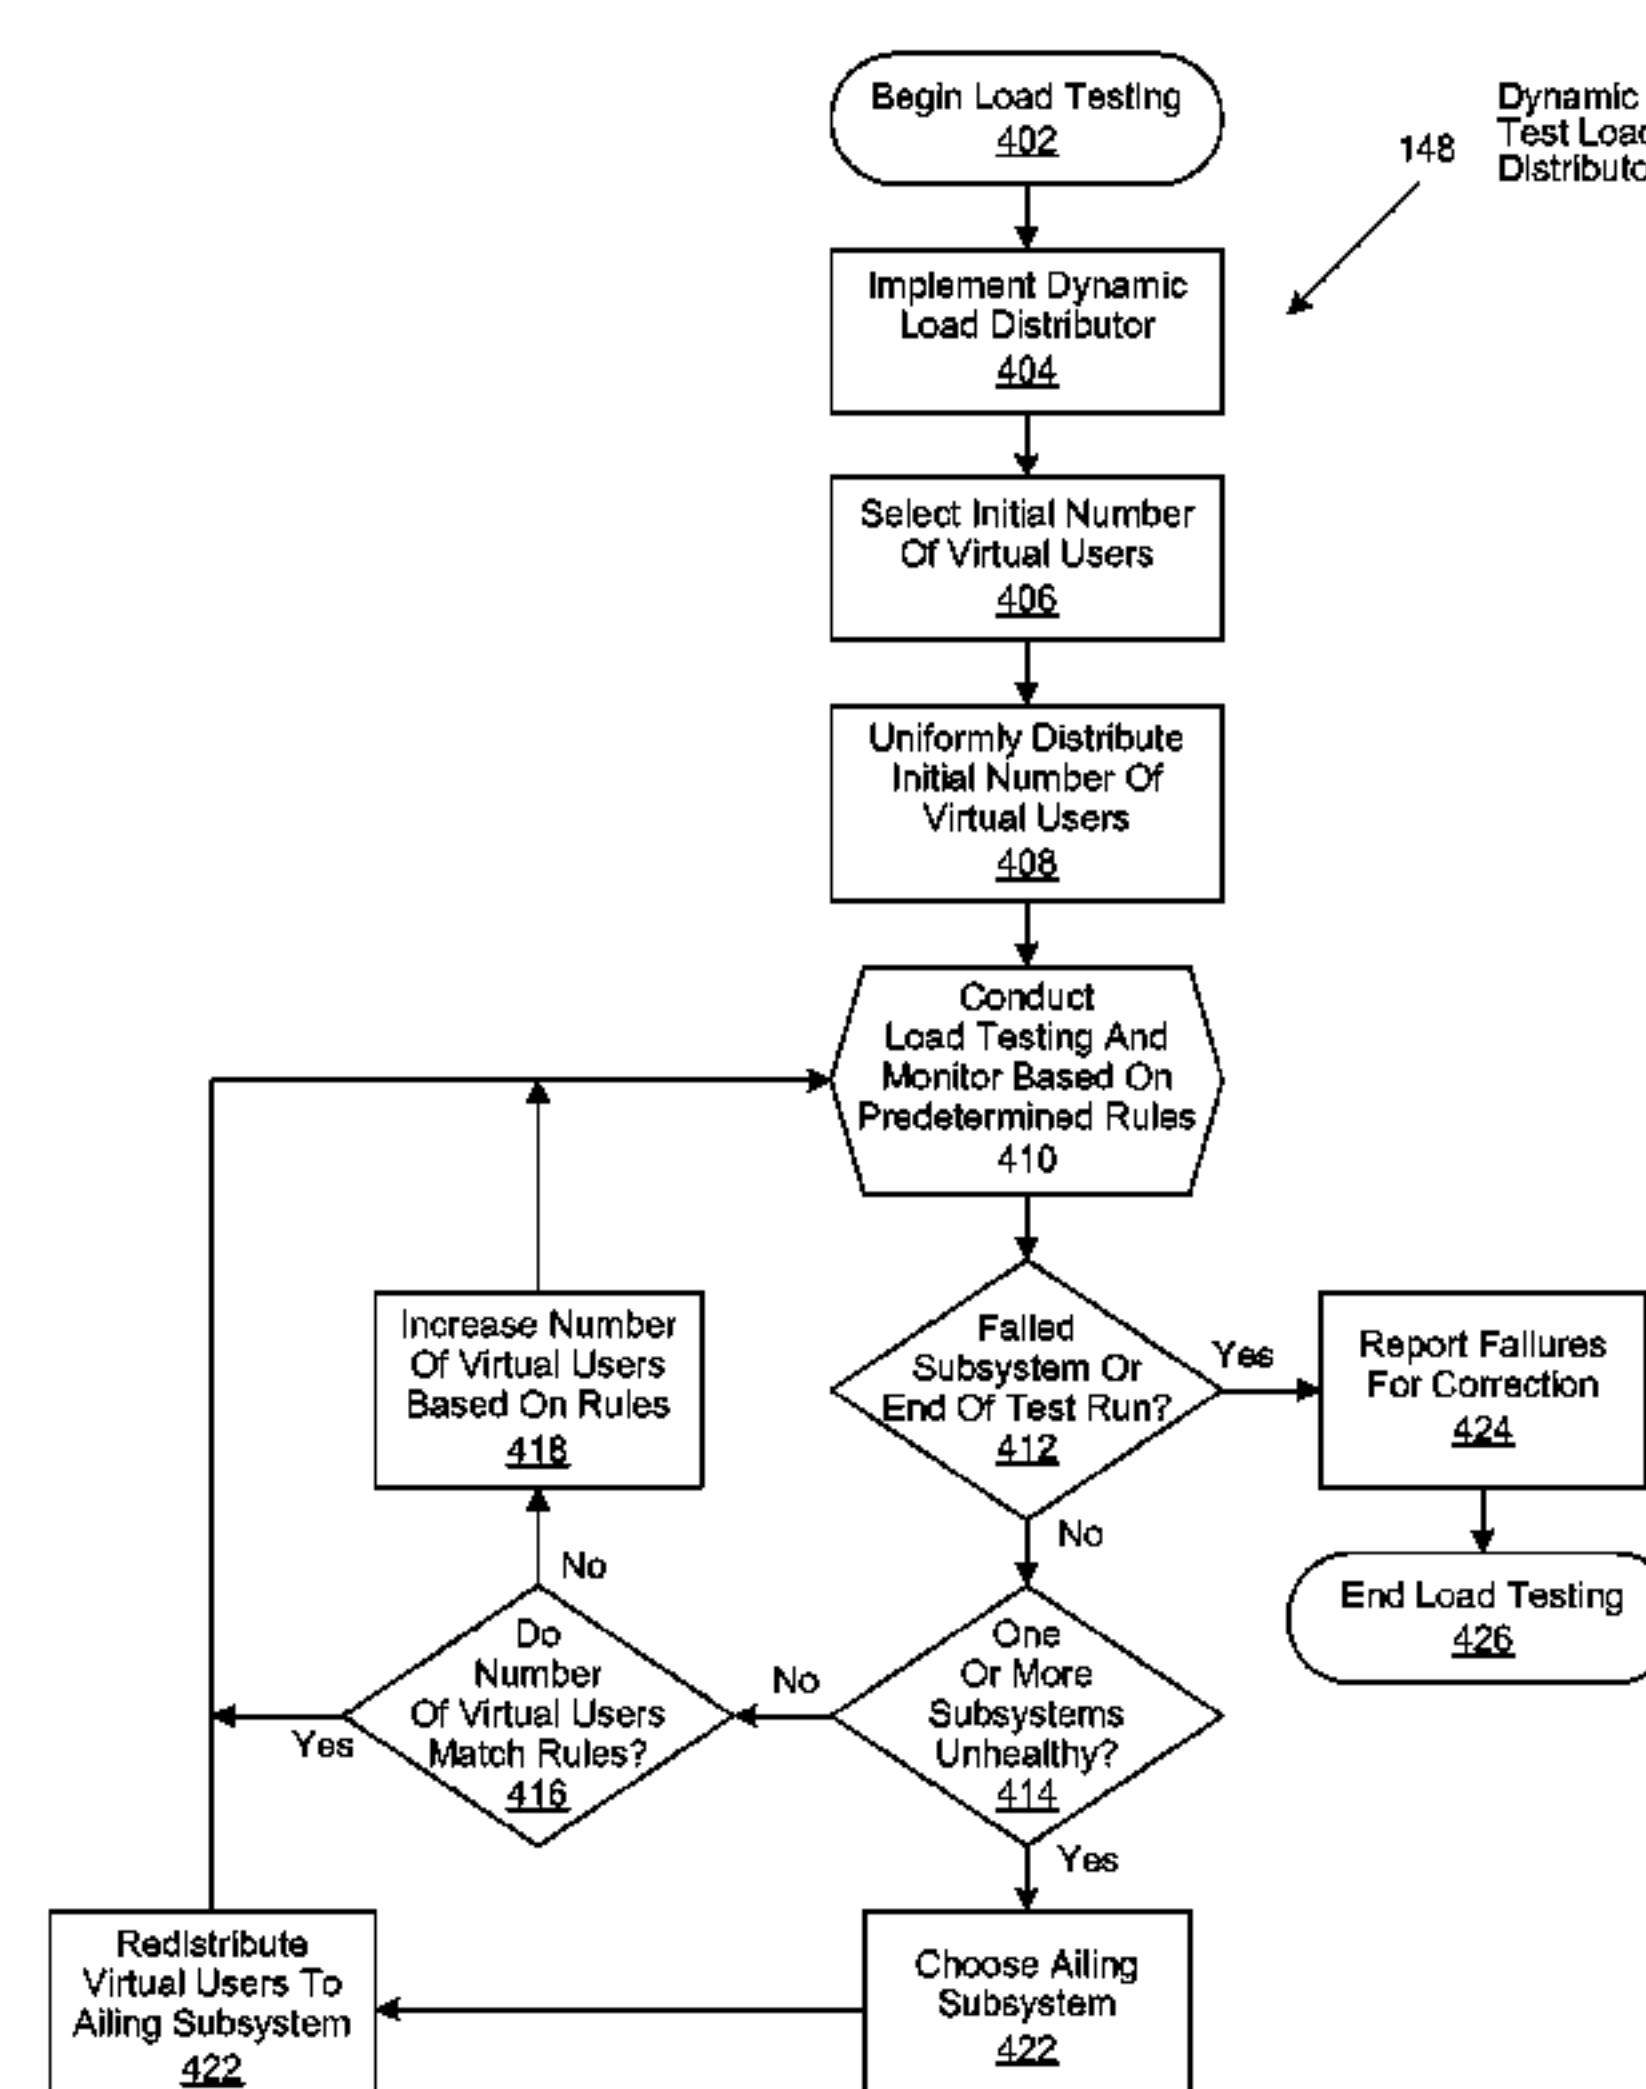 Begin Load Testing
402
148
Dynamic
Test Load
Distributo
Implement Dynamic
Load Distributor
404
Select Initial Number
Of Virtual Users
406
Uniformly Distribute
Initial Number Of
Virtual Users
408
Conduct
Load Testing And
Monitor Based On
Predetermined Rules
410
Failed
Subsystem Or
End Of Test Run?
412
Yes
Report Failures
For Correction
424
End Load Testing
426
No
Increase Number
Of Virtual Users
Based On Rules
418
No
Do
Number
Of Virtual Users
Match Rules?
416
Yes
No
One
Or More
Subsystems
Unhealthy?
414
Yes
Choose Ailing
Subsystem
422
Redistribute
Virtual Users To
Ailing Subsystem
422